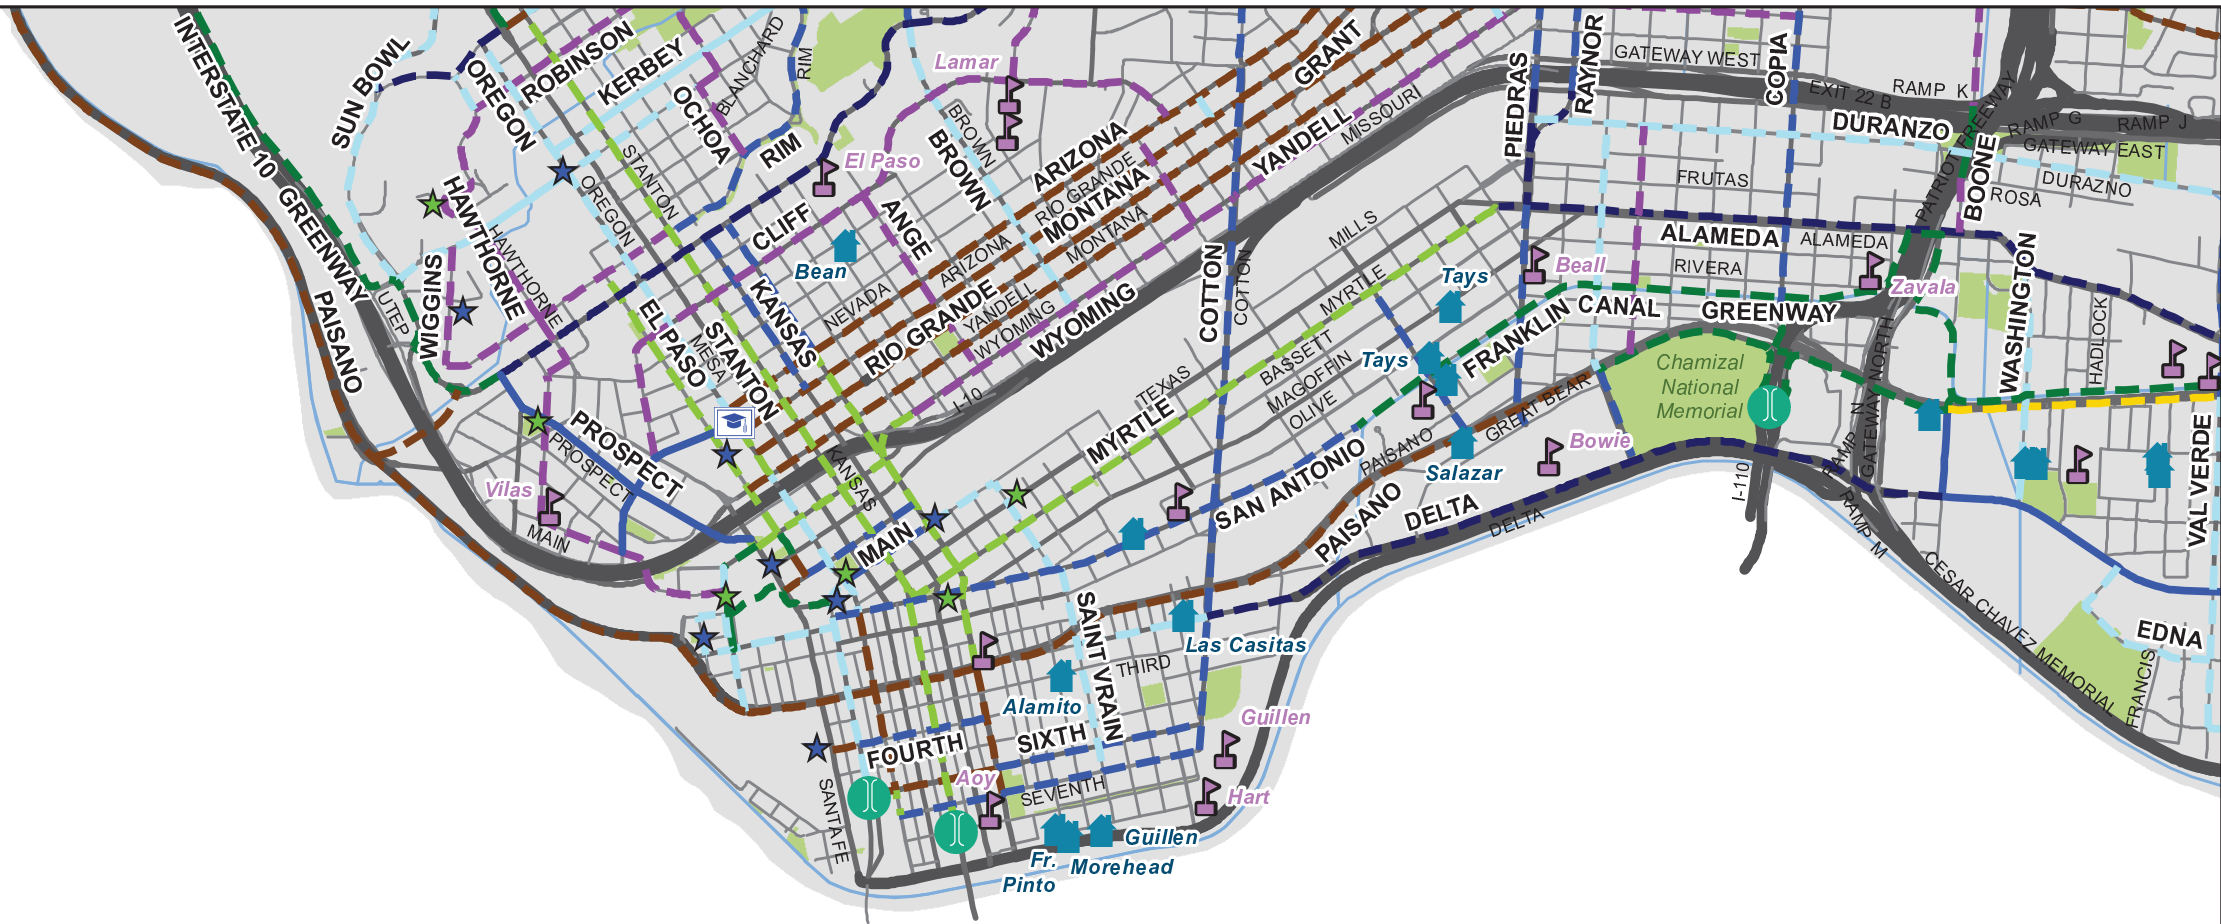 INTERSTATE 10 GREENWAY
SUN BOWL
OREGON
ROBINSON
KERBEY
BLANCHARD
RIM
OCHOA
RIM
Lamar
BROWN
BROWN
GRANT
ARIZONA
RIO GRANDE
MONTANA
MONTANA
YANDELL
MISSOURI
PIEDRAS
RAYNOR
GATEWAY WEST
COPIA
EXIT 22 B
RAMP K
DURANZO
RAMP G
RAMP J
GATEWAY EAST
PATRIOT FREEWAY
BOONE
DURAZNO
ROSA
FRUTAS
STANTON
OREGON
El Paso
CLIFF
ANGE
Bean
HAWTHORNE
HAWTHORNE
WIGGINS
UTEP
PAISANO
EL PASO
MESA
STANTON
KANSAS
NEVADA
ARIZONA
RIO GRANDE
YANDELL
WYOMING
WYOMING
I-10
COTTON
COTTON
MILLS
MYRTLE
Tays
Beall
ALAMEDA
ALAMEDA
RIVERA
Zavala
CANAL
GREENWAY
WASHINGTON
HADLOCK
FRANKLIN
BASSETT
MAGOFFIN
OLIVE
TEXAS
MYRTLE
Tays
Chamizal
National
Memorial
GREAT BEAR
Bowie
PAISANO
Salazar
SAN ANTONIO
PAISANO
DELTA
DELTA
I-110
RAMP N
GATEWAY NORTH
RAMP M
CESAR CHAVEZ MEMORIAL
VAL VERDE
EDNA
FRANCIS
PROSPECT
PROSPECT
Vilas
MAIN
KANSAS
MAIN
SAINT VRAIN
THIRD
Las Casitas
Alamito
FOURTH
SIXTH
SEVENTH
Aoy
Guillen
Hart
SANTA FE
Guillen
Fr.
Pinto
Morehead